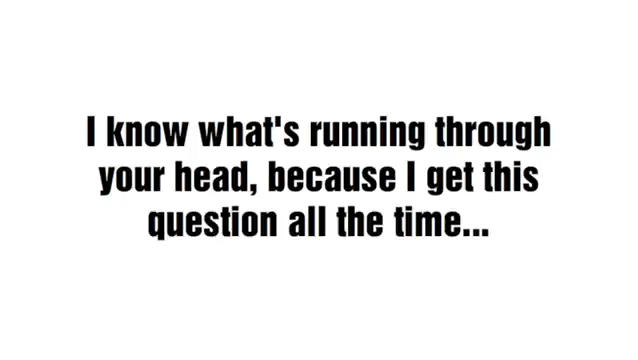 I know what's running through
your head, because I get this
question all the time...